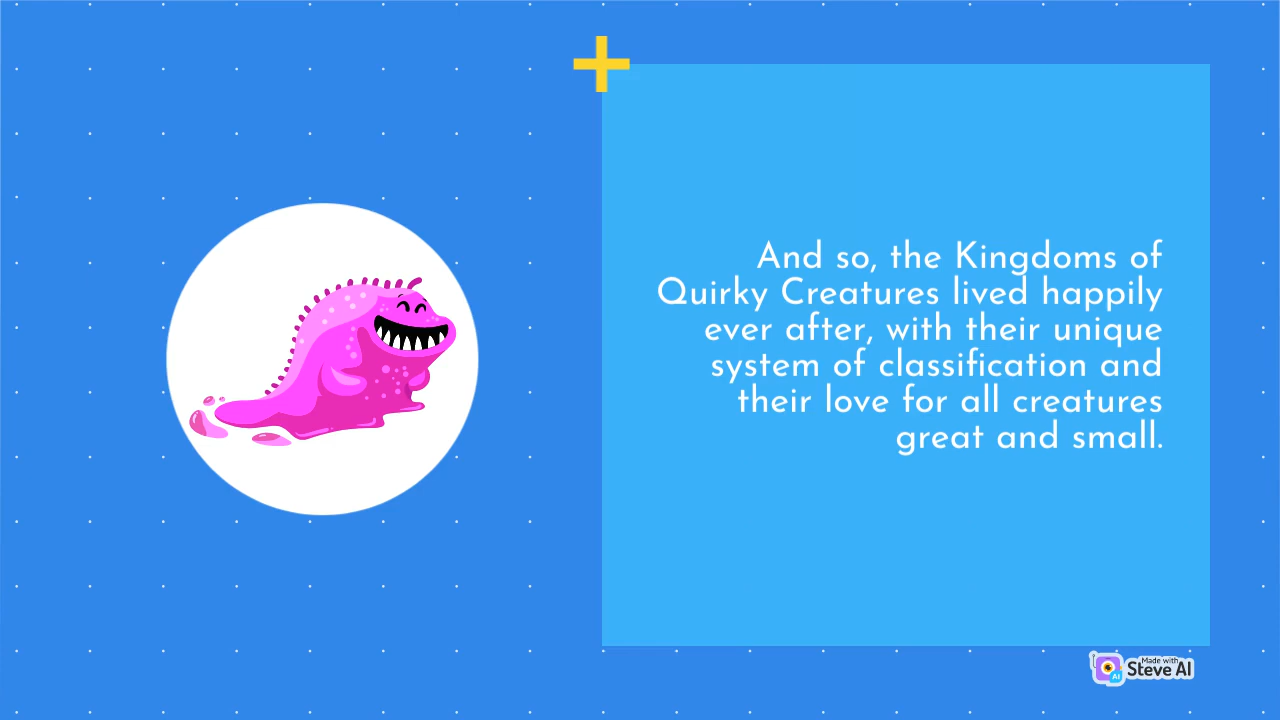 And so, the Kingdoms of
Quirky Creatures lived happily
ever after, with their unique
system of classification and
their love for all creatures
great and small.
Made with
Steve AI
AI